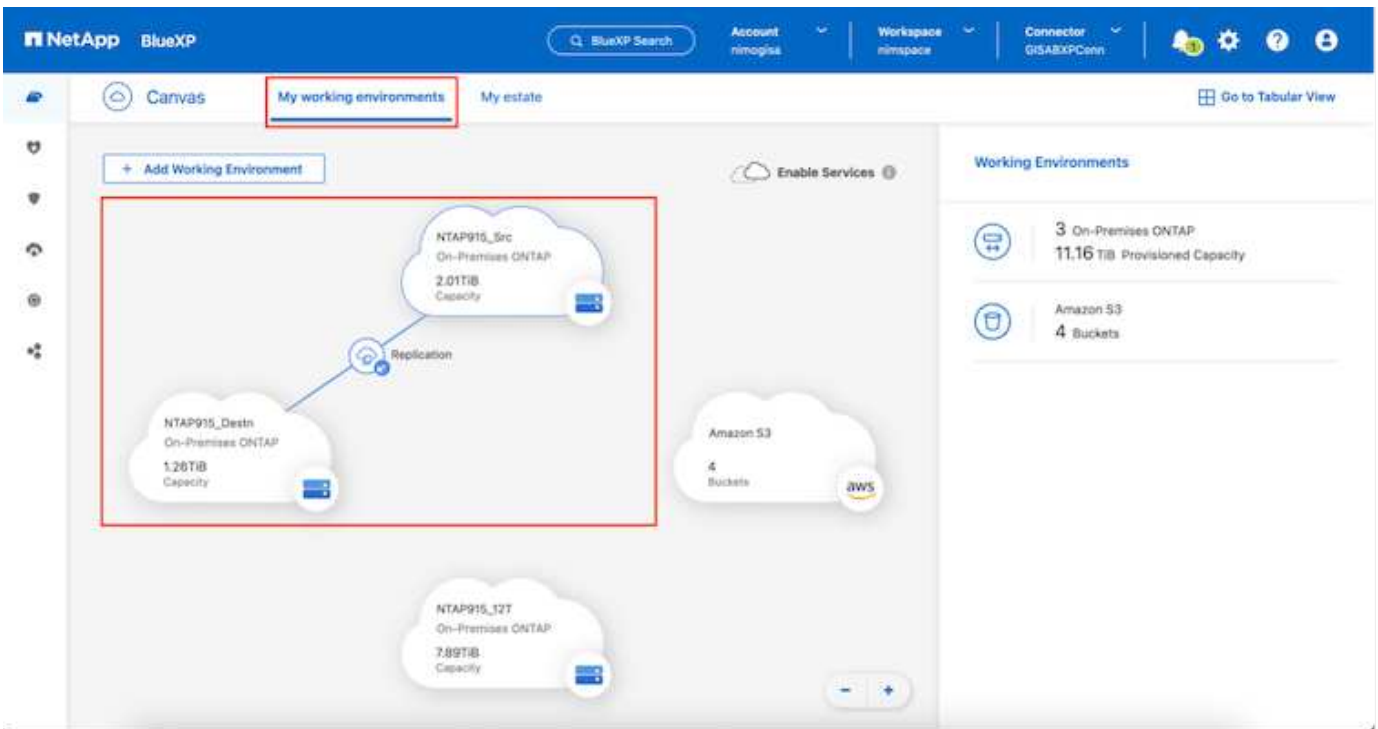 NetApp BlueXP
BlueXP Search
Account
nimogisa
Workspace
nimspace
Connector
GISABXPConn
1
Canvas
My working environments
My estate
Go to Tabular View
+ Add Working Environment
Enable Services
Working Environments
NTAP915_Src
On-Premises ONTAP
2.01TiB
Capacity
3 On-Premises ONTAP
11.16 TiB Provisioned Capacity
Amazon S3
4 Buckets
Replication
NTAP915_Destn
On-Premises ONTAP
1.26TiB
Capacity
Amazon S3
4
Buckets
aws
NTAP915_12T
On-Premises ONTAP
7.89TiB
Capacity
- +